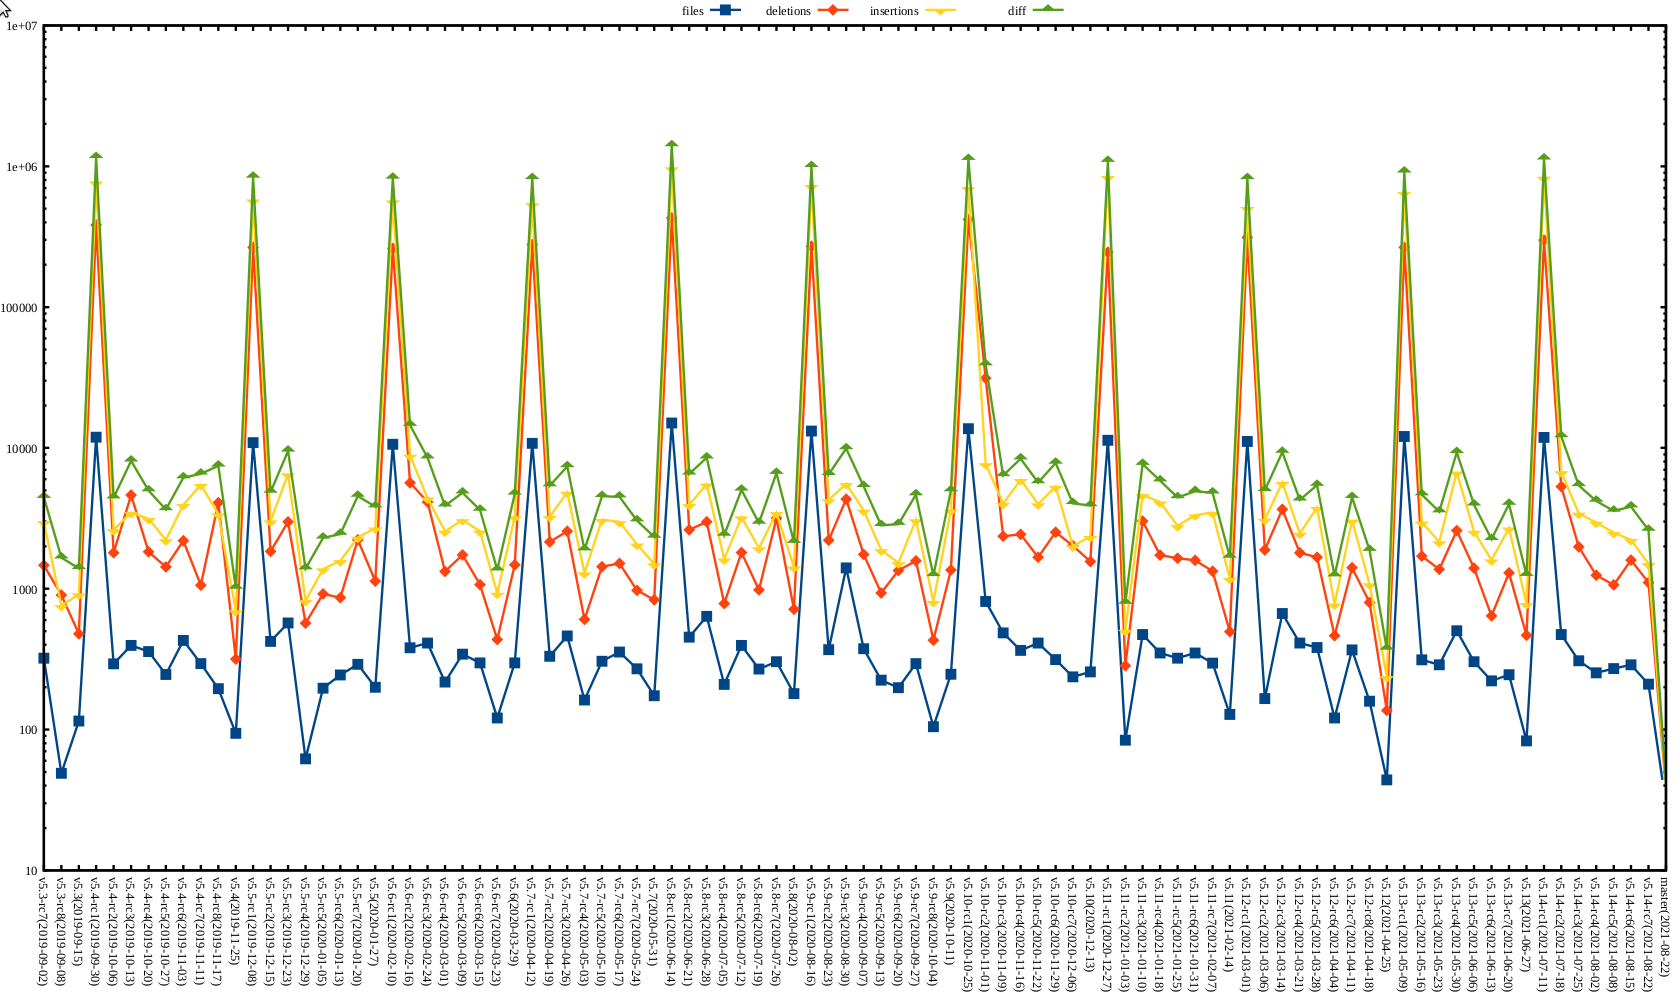 files
deletions
insertions
diff
1e+07
1e+06
100000
10000
1000
100
10
v5.3-rc7(2019-09-02)
v5.3-rc8(2019-09-08)
v5.3(2019-09-15)
v5.4-rc1(2019-09-30)
v5.4-rc2(2019-10-06)
v5.4-rc3(2019-10-13)
v5.4-rc4(2019-10-20)
v5.4-rc5(2019-10-27)
v5.4-rc6(2019-11-03)
v5.4-rc7(2019-11-11)
v5.4-rc8(2019-11-17)
v5.4(2019-11-25)
v5.5-rc1(2019-12-08)
v5.5-rc2(2019-12-15)
v5.5-rc3(2019-12-23)
v5.5-rc4(2019-12-29)
v5.5-rc5(2020-01-05)
v5.5-rc6(2020-01-13)
v5.5-rc7(2020-01-20)
v5.5(2020-01-27)
v5.6-rc1(2020-02-10)
v5.6-rc2(2020-02-16)
v5.6-rc3(2020-02-24)
v5.6-rc4(2020-03-01)
v5.6-rc5(2020-03-09)
v5.6-rc6(2020-03-15)
v5.6-rc7(2020-03-23)
v5.6(2020-03-29)
v5.7-rc1(2020-04-12)
v5.7-rc2(2020-04-19)
v5.7-rc3(2020-04-26)
v5.7-rc4(2020-05-03)
v5.7-rc5(2020-05-10)
v5.7-rc6(2020-05-17)
v5.7-rc7(2020-05-24)
v5.7(2020-05-31)
v5.8-rc1(2020-06-14)
v5.8-rc2(2020-06-21)
v5.8-rc3(2020-06-28)
v5.8-rc4(2020-07-05)
v5.8-rc5(2020-07-12)
v5.8-rc6(2020-07-19)
v5.8-rc7(2020-07-26)
v5.8(2020-08-02)
v5.9-rc1(2020-08-16)
v5.9-rc2(2020-08-23)
v5.9-rc3(2020-08-30)
v5.9-rc4(2020-09-07)
v5.9-rc5(2020-09-13)
v5.9-rc6(2020-09-20)
v5.9-rc7(2020-09-27)
v5.9-rc8(2020-10-04)
v5.9(2020-10-11)
v5.10-rc1(2020-10-25)
v5.10-rc2(2020-11-01)
v5.10-rc3(2020-11-09)
v5.10-rc4(2020-11-16)
v5.10-rc5(2020-11-22)
v5.10-rc6(2020-11-29)
v5.10-rc7(2020-12-06)
v5.10(2020-12-13)
v5.11-rc1(2020-12-27)
v5.11-rc2(2021-01-03)
v5.11-rc3(2021-01-10)
v5.11-rc4(2021-01-18)
v5.11-rc5(2021-01-25)
v5.11-rc6(2021-01-31)
v5.11-rc7(2021-02-07)
v5.11(2021-02-14)
v5.12-rc1(2021-03-01)
v5.12-rc2(2021-03-06)
v5.12-rc3(2021-03-14)
v5.12-rc4(2021-03-21)
v5.12-rc5(2021-03-28)
v5.12-rc6(2021-04-04)
v5.12-rc7(2021-04-11)
v5.12-rc8(2021-04-18)
v5.12(2021-04-25)
v5.13-rc1(2021-05-09)
v5.13-rc2(2021-05-16)
v5.13-rc3(2021-05-23)
v5.13-rc4(2021-05-30)
v5.13-rc5(2021-06-06)
v5.13-rc6(2021-06-13)
v5.13-rc7(2021-06-20)
v5.13(2021-06-27)
v5.14-rc1(2021-07-11)
v5.14-rc2(2021-07-18)
v5.14-rc3(2021-07-25)
v5.14-rc4(2021-08-02)
v5.14-rc5(2021-08-08)
v5.14-rc6(2021-08-15)
v5.14-rc7(2021-08-22)
master(2021-08-22)